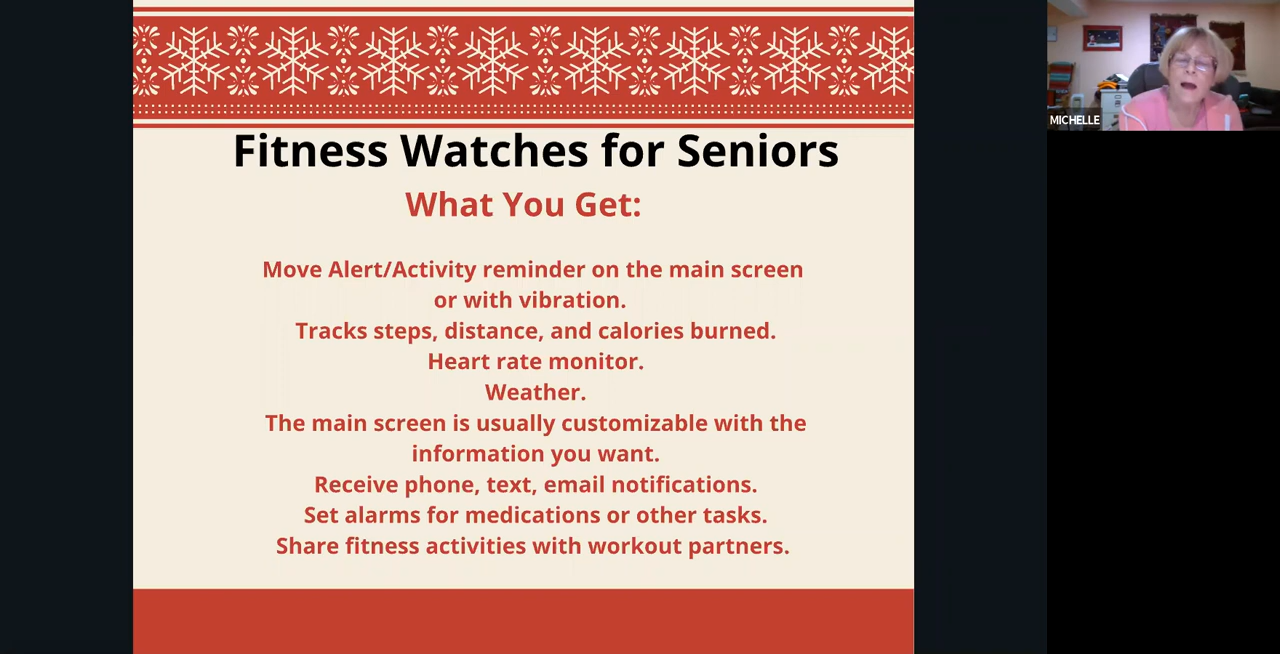 Fitness Watches for Seniors
What You Get:
Move Alert/Activity reminder on the main screen
or with vibration.
Tracks steps, distance, and calories burned.
Heart rate monitor.
Weather.
The main screen is usually customizable with the
information you want.
Receive phone, text, email notifications.
Set alarms for medications or other tasks.
Share fitness activities with workout partners.
MICHELLE